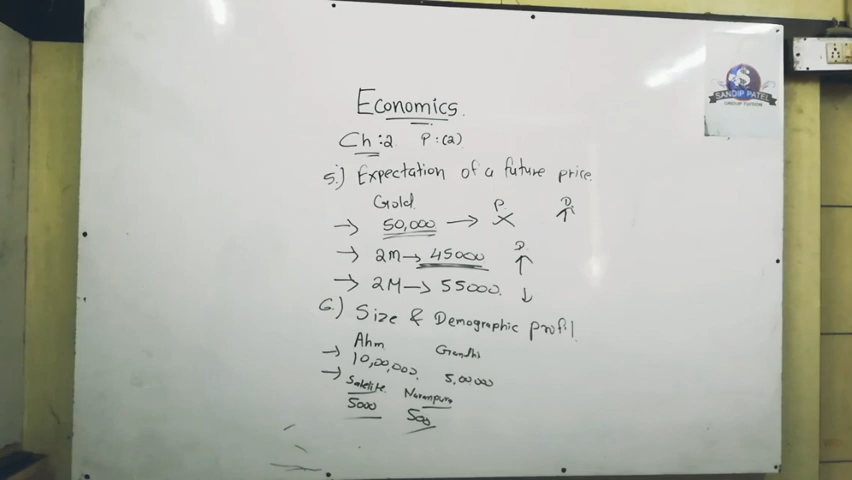 SANDIP PATEL
GROUP TUITION
Economics.
Ch:2 P:(2)
5.) Expectation of a future price.
Gold
P. D.
→ 50,000 → × ↑
D.
→ 2m → 45000 ↑
→ 2M → 55000. ↓
6.) Size & Demographic profil.
Ahm Gandhi
→ 10,00,000. 5,00,000
→ Satelite. Naranpura
5000 500